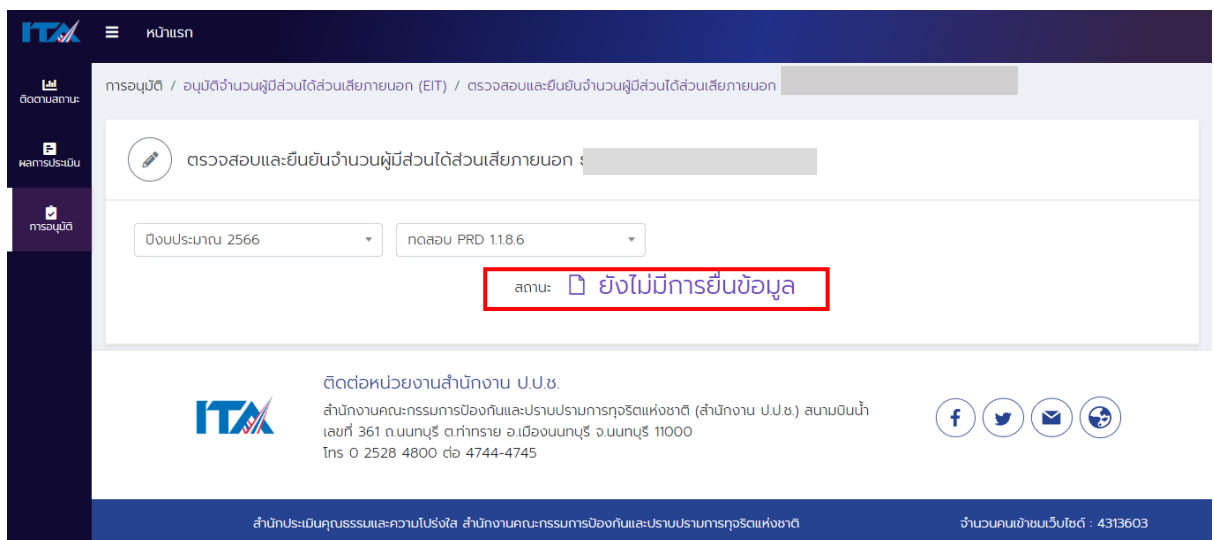 ITA
หน้าแรก
ติดตามสถานะ
ผลการประเมิน
การอนุมัติ
การอนุมัติ / อนุมัติจำนวนผู้มีส่วนได้ส่วนเสียภายนอก (EIT) / ตรวจสอบและยืนยันจำนวนผู้มีส่วนได้ส่วนเสียภายนอก
ตรวจสอบและยืนยันจำนวนผู้มีส่วนได้ส่วนเสียภายนอก
ปีงบประมาณ 2566
ทดสอบ PRD 1.1.8.6
สถานะ ยังไม่มีการยื่นข้อมูล
ITA
ติดต่อหน่วยงานสำนักงาน ป.ป.ช.
สำนักงานคณะกรรมการป้องกันและปราบปรามการทุจริตแห่งชาติ (สำนักงาน ป.ป.ช.) สนามบินน้ำ
เลขที่ 361 ถ.นนทบุรี ต.ท่าทราย อ.เมืองนนทบุรี จ.นนทบุรี 11000
โทร 0 2528 4800 ต่อ 4744-4745
สำนักประเมินคุณธรรมและความโปร่งใส สำนักงานคณะกรรมการป้องกันและปราบปรามการทุจริตแห่งชาติ
จำนวนคนเข้าชมเว็บไซต์ : 4313603